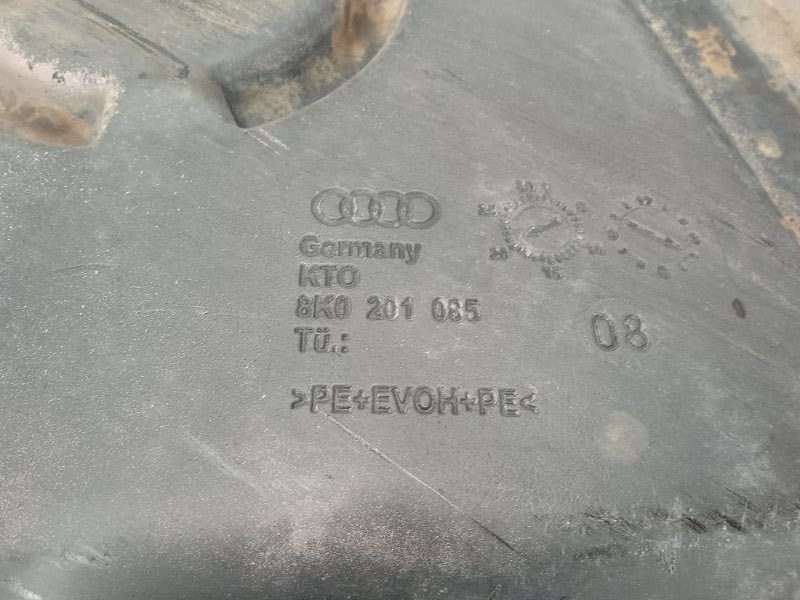 Germany
KTO
8K0 201 085
Tü.:
08
>PE+EVOH+PE<